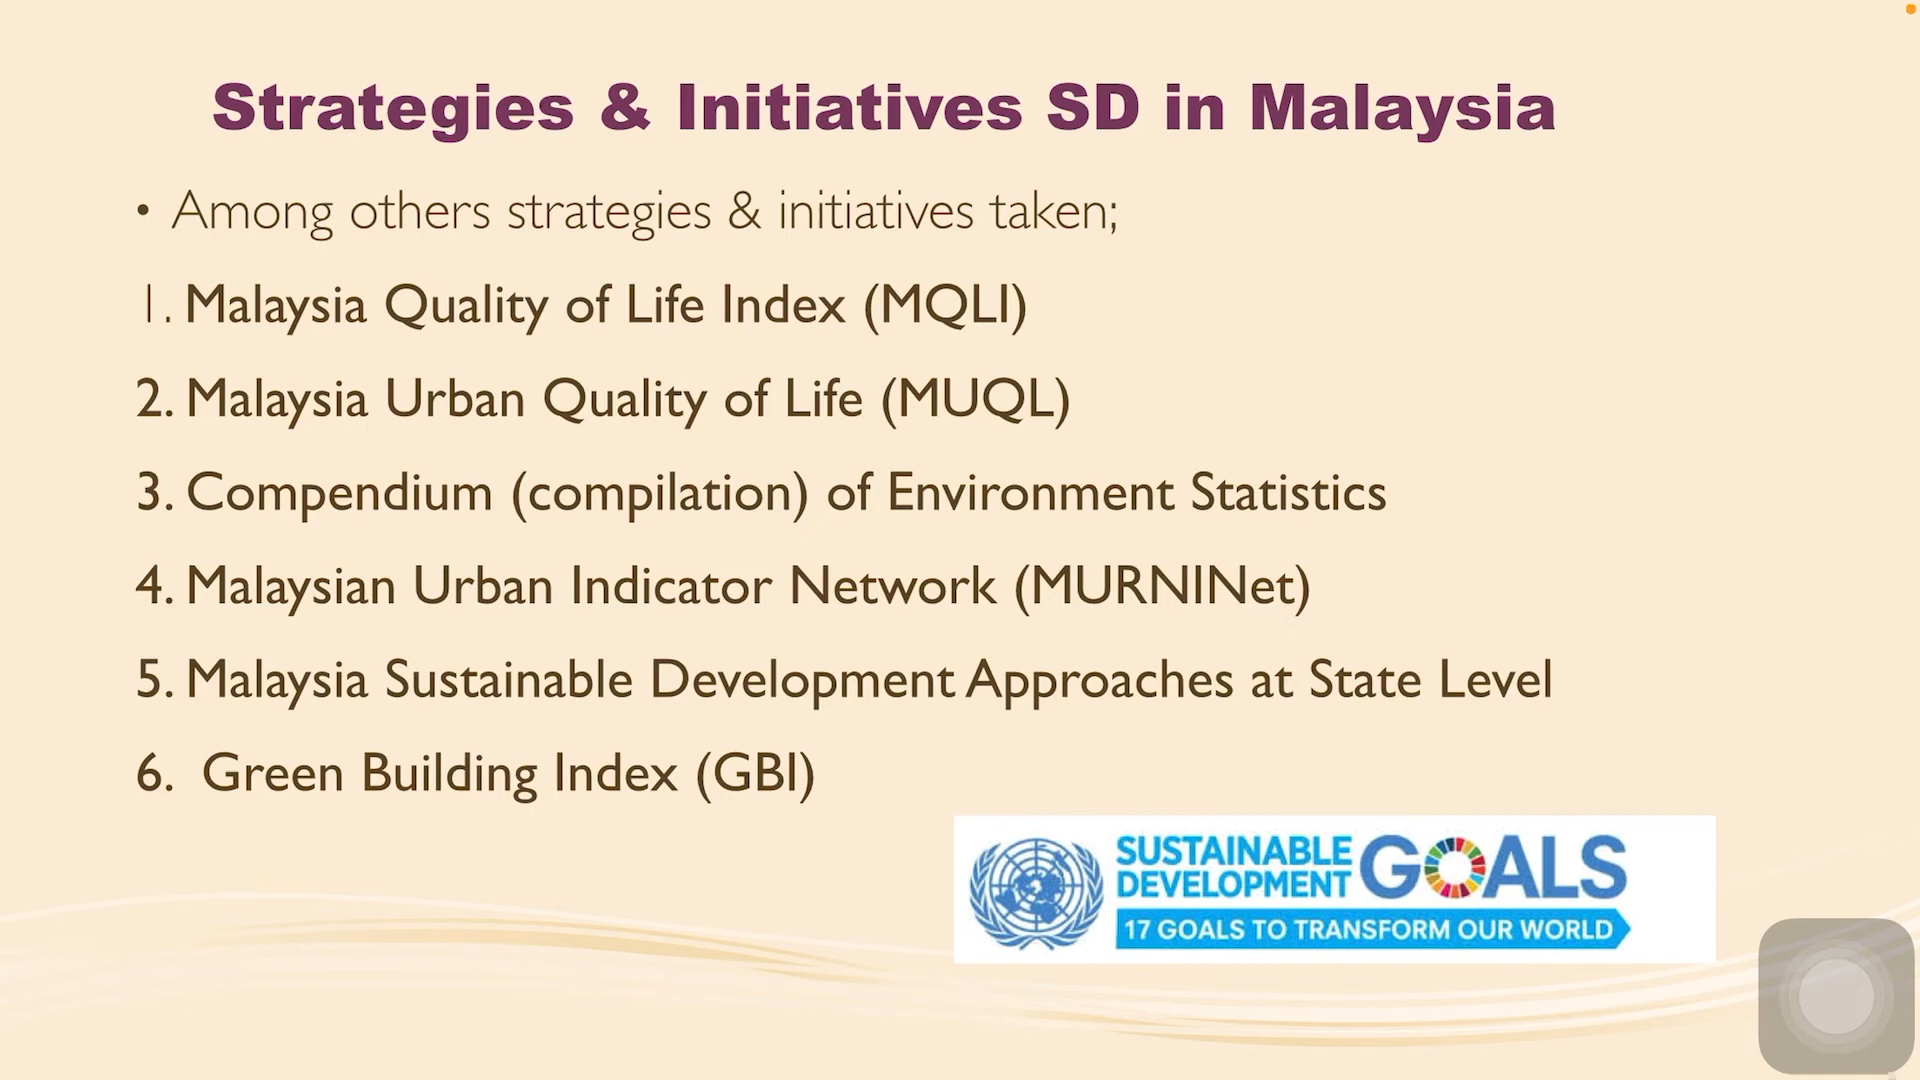 Strategies & Initiatives SD in Malaysia
• Among others strategies & initiatives taken;
1. Malaysia Quality of Life Index (MQLI)
2. Malaysia Urban Quality of Life (MUQL)
3. Compendium (compilation) of Environment Statistics
4. Malaysian Urban Indicator Network (MURNINet)
5. Malaysia Sustainable Development Approaches at State Level
6. Green Building Index (GBI)
SUSTAINABLE
DEVELOPMENT
GOALS
17 GOALS TO TRANSFORM OUR WORLD